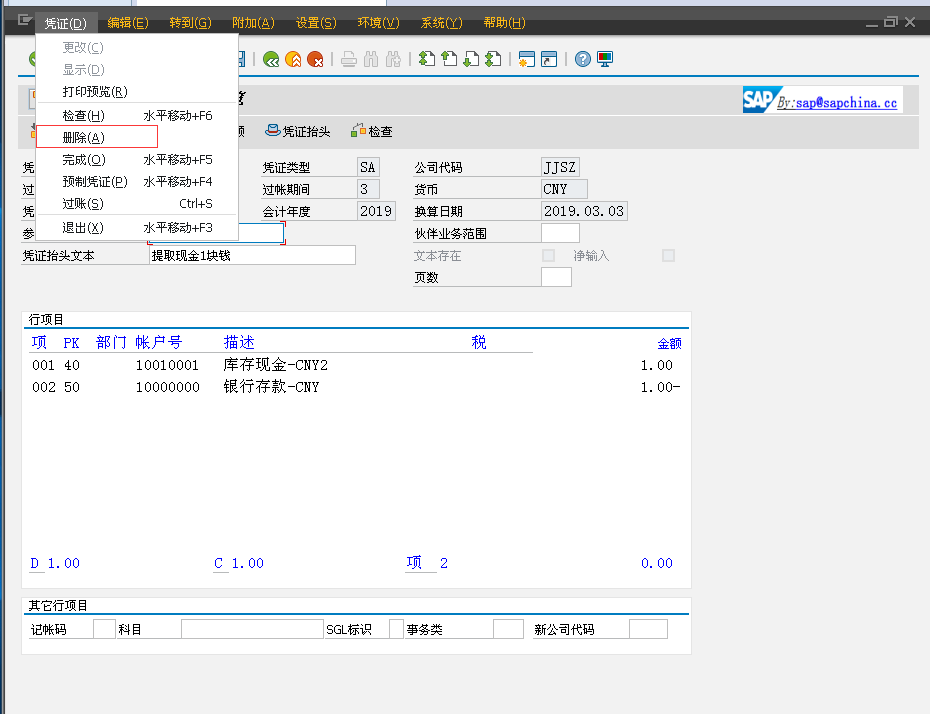 凭证(D) 编辑(E) 转到(G) 附加(A) 设置(S) 环境(V) 系统(Y) 帮助(H)
更改(C)
显示(D)
打印预览(R)
检查(H) 水平移动+F6
删除(A)
完成(O) 水平移动+F5
预制凭证(P) 水平移动+F4
过账(S) Ctrl+S
退出(X) 水平移动+F3
SAP By:sap@sapchina.cc
凭证抬头 检查
凭 凭证类型 SA 公司代码 JJSZ
过 过帐期间 3 货币 CNY
凭 会计年度 2019 换算日期 2019.03.03
参 伙伴业务范围
凭证抬头文本 提取现金1块钱 文本存在 净输入
页数
行项目
项 PK 部门 帐户号 描述 税 金额
001 40 10010001 库存现金-CNY2 1.00
002 50 10000000 银行存款-CNY 1.00-
D 1.00 C 1.00 项 2 0.00
其它行项目
记帐码 科目 SGL标识 事务类 新公司代码